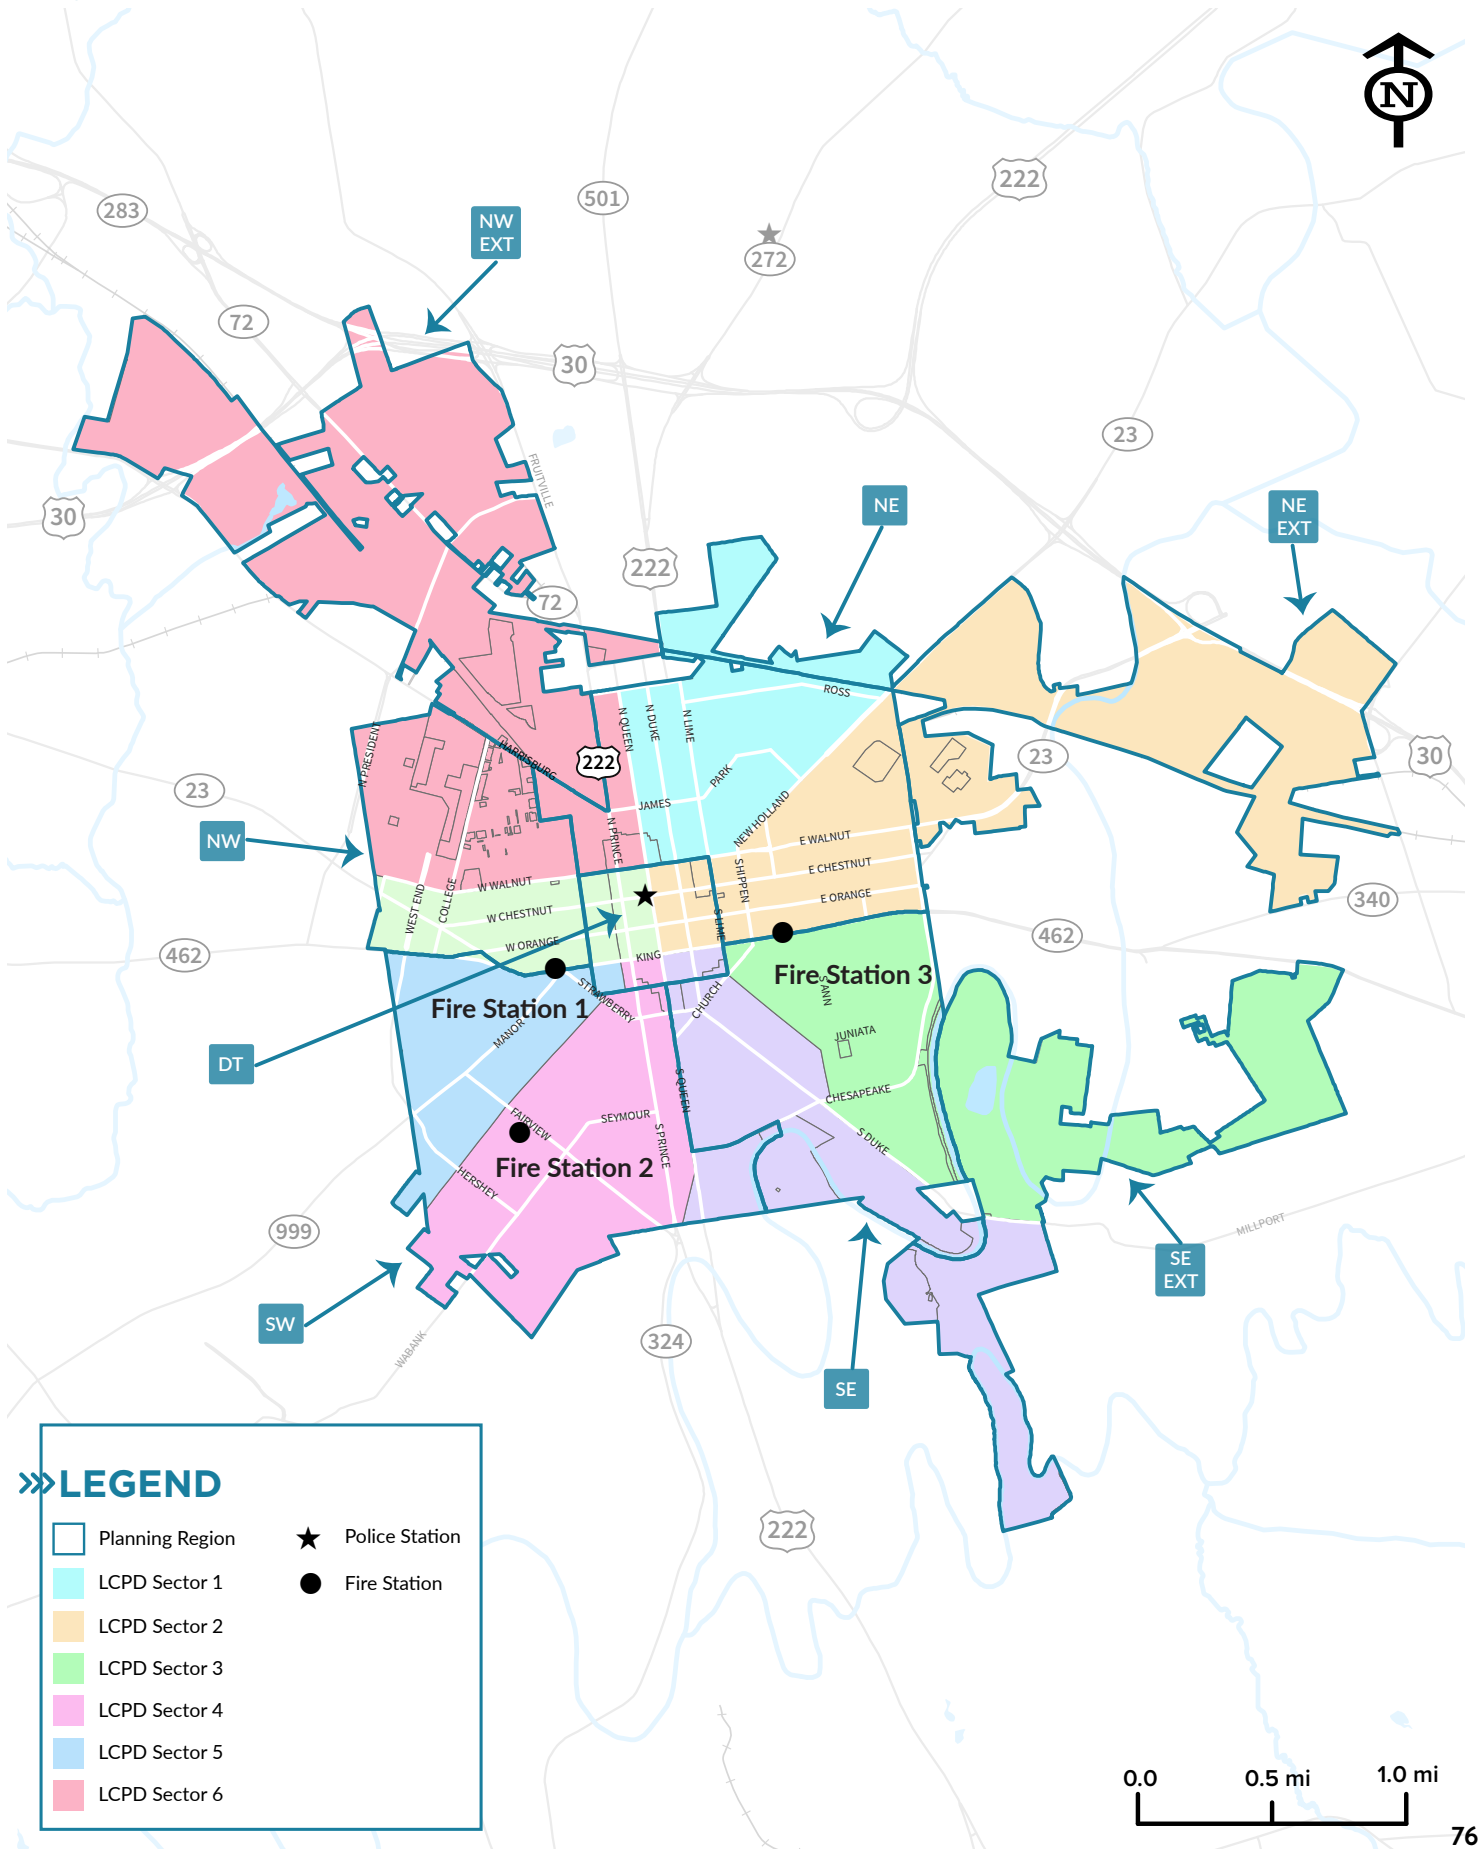 N
283
501
222
NW
EXT
272
72
30
23
FRUITVILLE
NE
NE
EXT
30
222
72
ROSS
N QUEEN
N DUKE
N LIME
N PRESIDENT
HARRISBURG
222
23
30
PARK
23
JAMES
NEW HOLLAND
N PRINCE
NW
E WALNUT
SHIPPEN
E CHESTNUT
W WALNUT
E ORANGE
340
WEST END
COLLEGE
W CHESTNUT
S LIME
462
W ORANGE
462
KING
Fire Station 3
S ANN
STRAWBERRY
CHURCH
Fire Station 1
MANOR
JUNIATA
DT
S QUEEN
CHESAPEAKE
FAIRVIEW
SEYMOUR
S PRINCE
S DUKE
Fire Station 2
HERSHEY
999
MILLPORT
SE
EXT
SW
324
WABANK
SE
LEGEND
Planning Region
LCPD Sector 1
LCPD Sector 2
LCPD Sector 3
LCPD Sector 4
LCPD Sector 5
LCPD Sector 6
Police Station
Fire Station
222
0.0
0.5 mi
1.0 mi
76